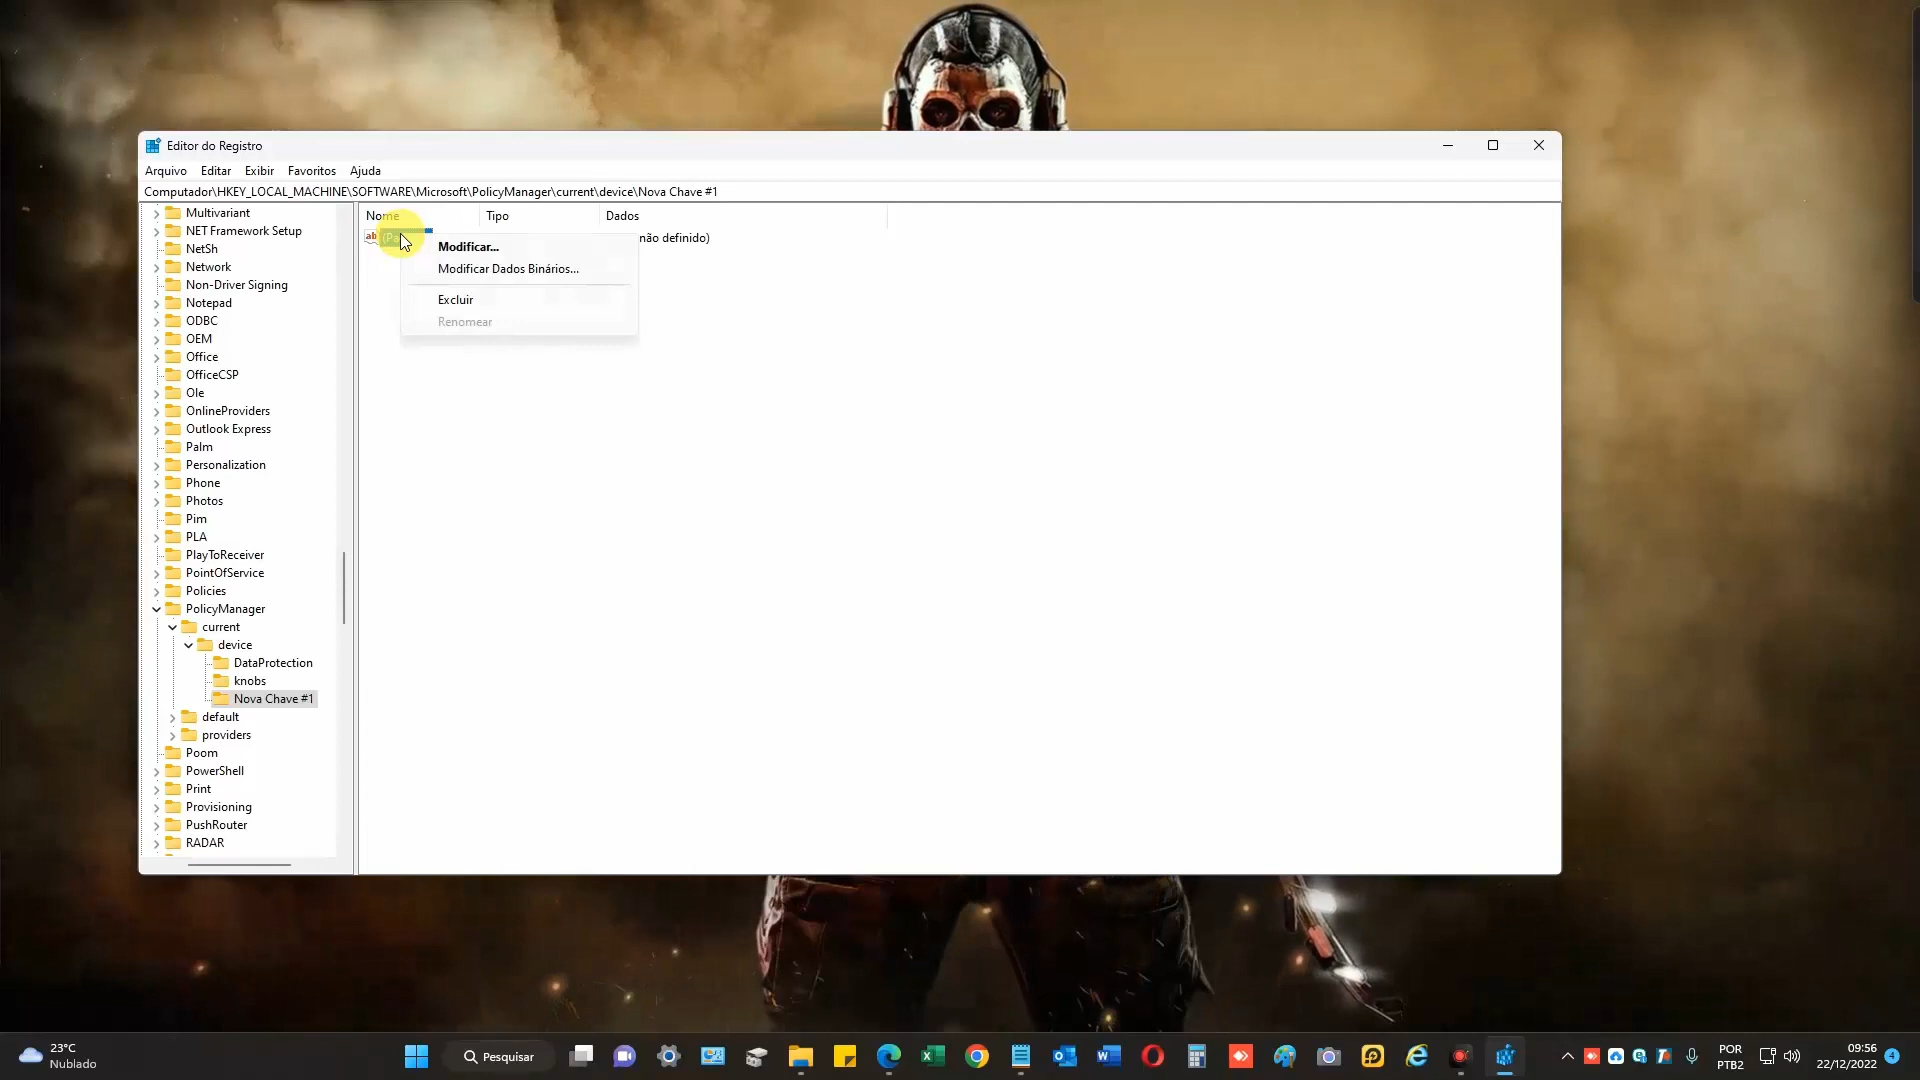 Editor do Registro
Arquivo Editar Exibir Favoritos Ajuda
Computador\HKEY_LOCAL_MACHINE\SOFTWARE\Microsoft\PolicyManager\current\device\Nova Chave #1
Nome Tipo Dados
não definido)
Modificar...
Modificar Dados Binários...
Excluir
Renomear
Multivariant
NET Framework Setup
NetSh
Network
Non-Driver Signing
Notepad
ODBC
OEM
Office
OfficeCSP
Ole
OnlineProviders
Outlook Express
Palm
Personalization
Phone
Photos
Pim
PLA
PlayToReceiver
PointOfService
Policies
PolicyManager
current
device
DataProtection
knobs
Nova Chave #1
default
providers
Poom
PowerShell
Print
Provisioning
PushRouter
RADAR
23°C
Nublado
Pesquisar
POR
PTB2
09:56
22/12/2022
4